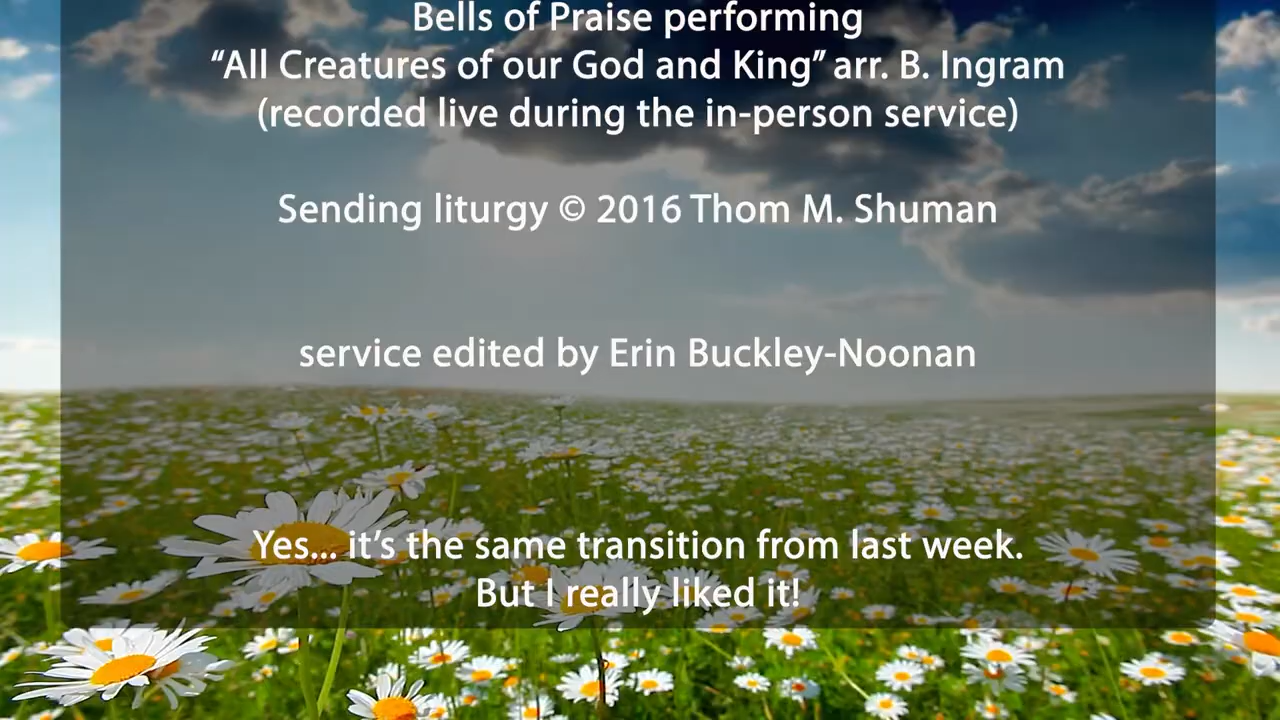 Bells of Praise performing
“All Creatures of our God and King” arr. B. Ingram
(recorded live during the in-person service)
Sending liturgy © 2016 Thom M. Shuman
service edited by Erin Buckley-Noonan
Yes... it’s the same transition from last week.
But I really liked it!